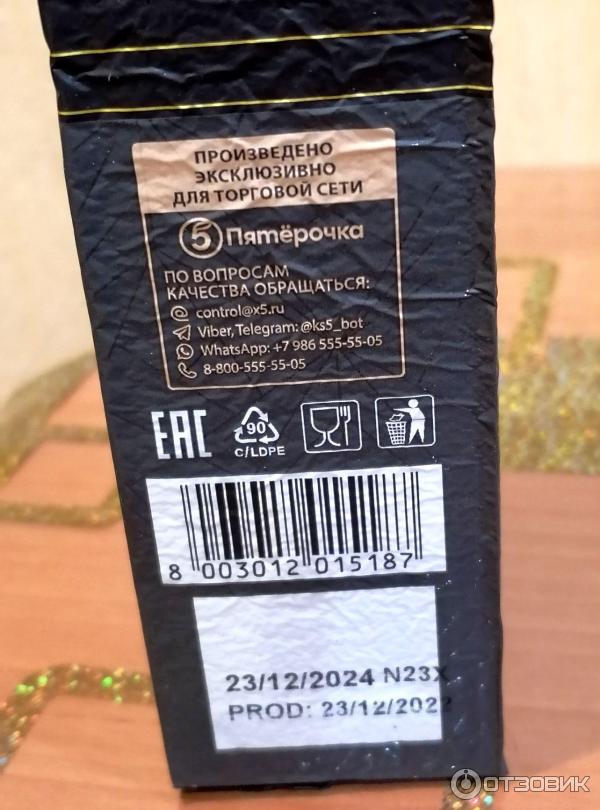 ПРОИЗВЕДЕНО
ЭКСКЛЮЗИВНО
ДЛЯ ТОРГОВОЙ СЕТИ
5 Пятёрочка
ПО ВОПРОСАМ
КАЧЕСТВА ОБРАЩАТЬСЯ:
control@x5.ru
Viber, Telegram: @ks5_bot
WhatsApp: +7 986 555-55-05
8-800-555-55-05
EAC
90
C/LDPE
8 003012 015187
23/12/2024 N23X
PROD: 23/12/2022
ОТЗОВИК